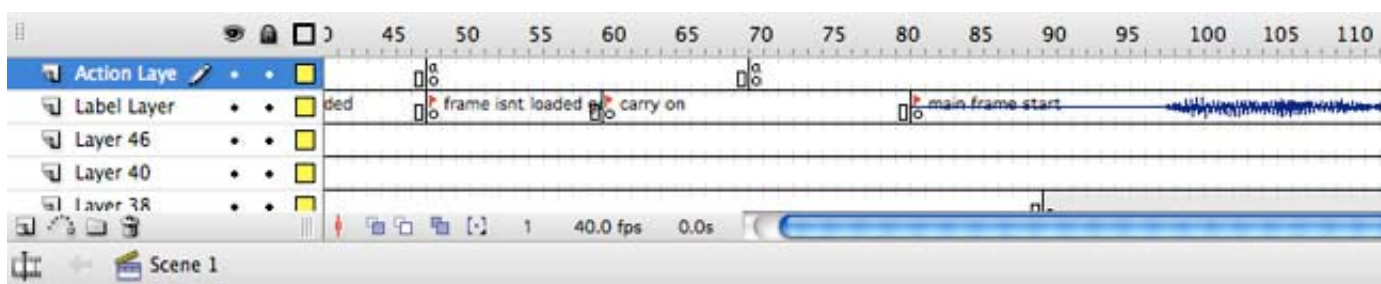 45 50 55 60 65 70 75 80 85 90 95 100 105 110
Action Laye a a
Label Layer ded frame isnt loaded carry on main frame start
Layer 46
Layer 40
Layer 38
1 40.0 fps 0.0s
Scene 1